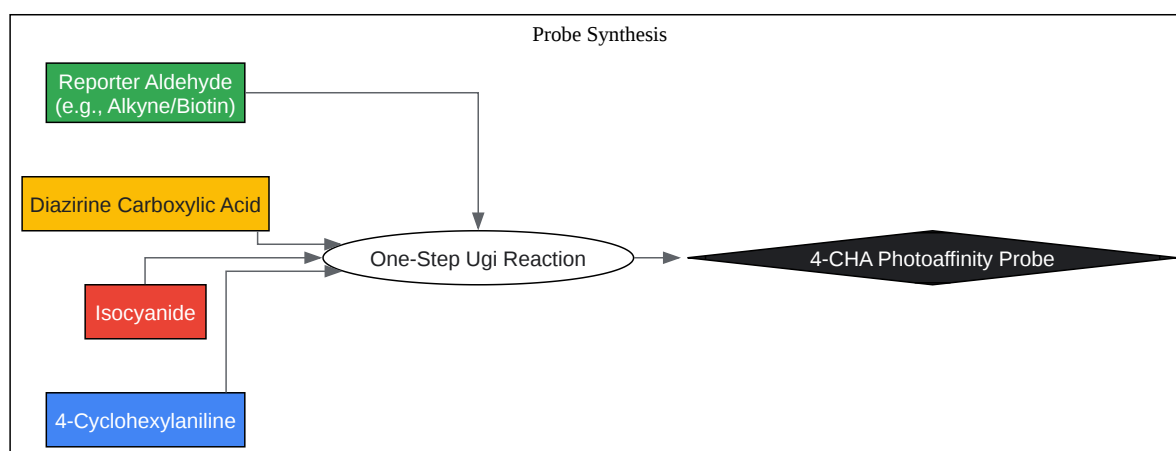 Probe Synthesis
Reporter Aldehyde
(e.g., Alkyne/Biotin)
Diazirine Carboxylic Acid
One-Step Ugi Reaction
4-CHA Photoaffinity Probe
Isocyanide
4-Cyclohexylaniline